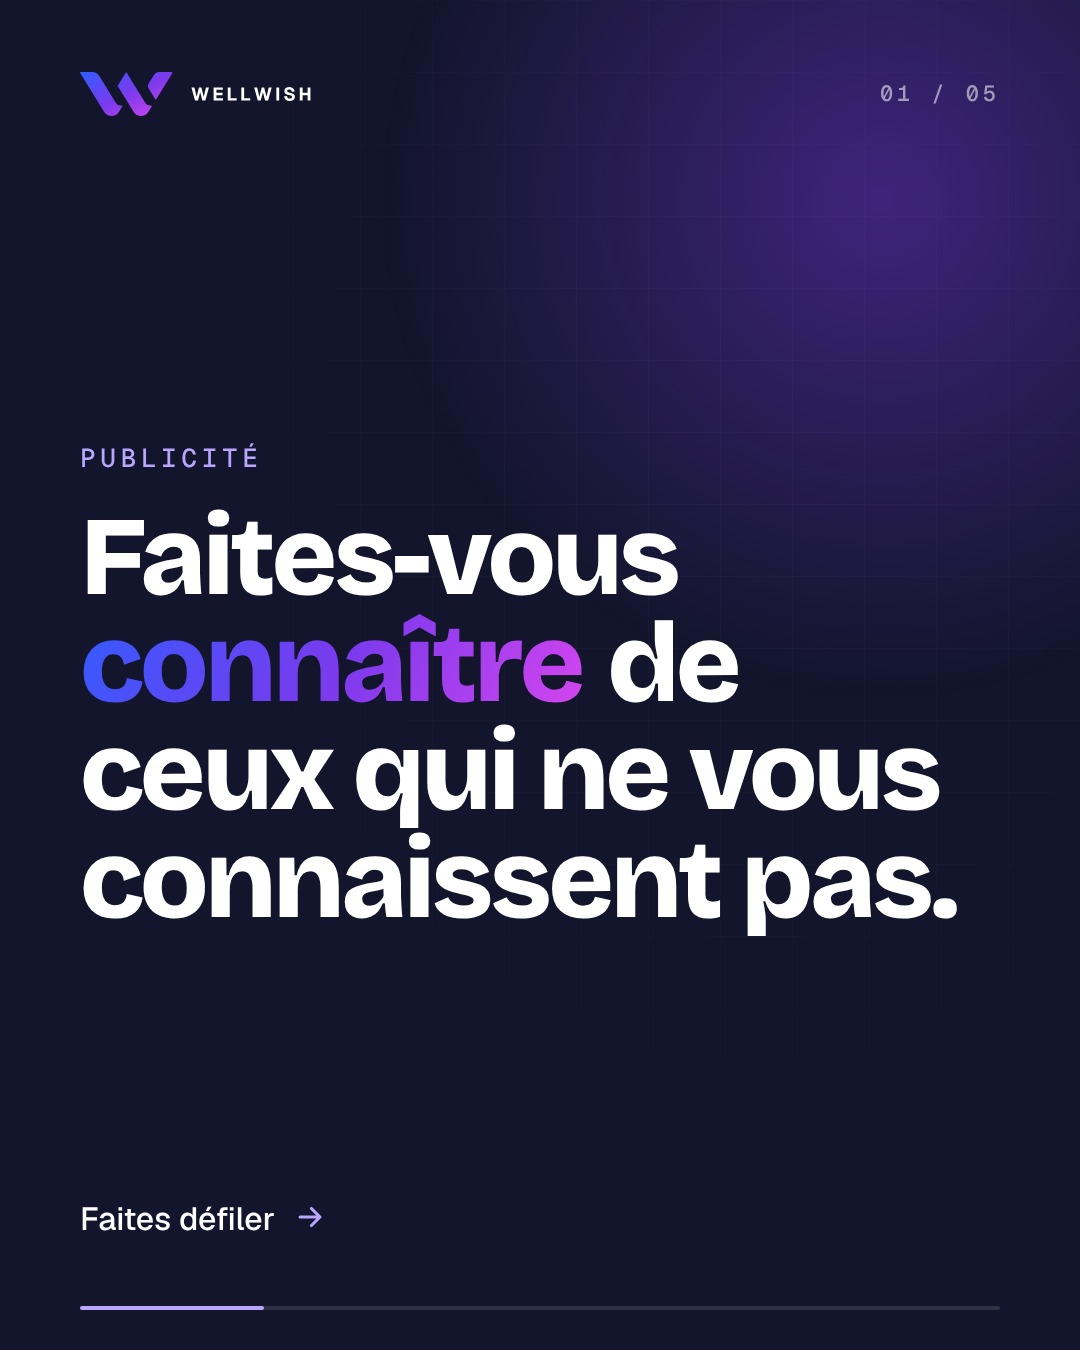 WELLWISH
01 / 05
PUBLICITÉ
Faites-vous
connaître de
ceux qui ne vous
connaissent pas.
Faites défiler →